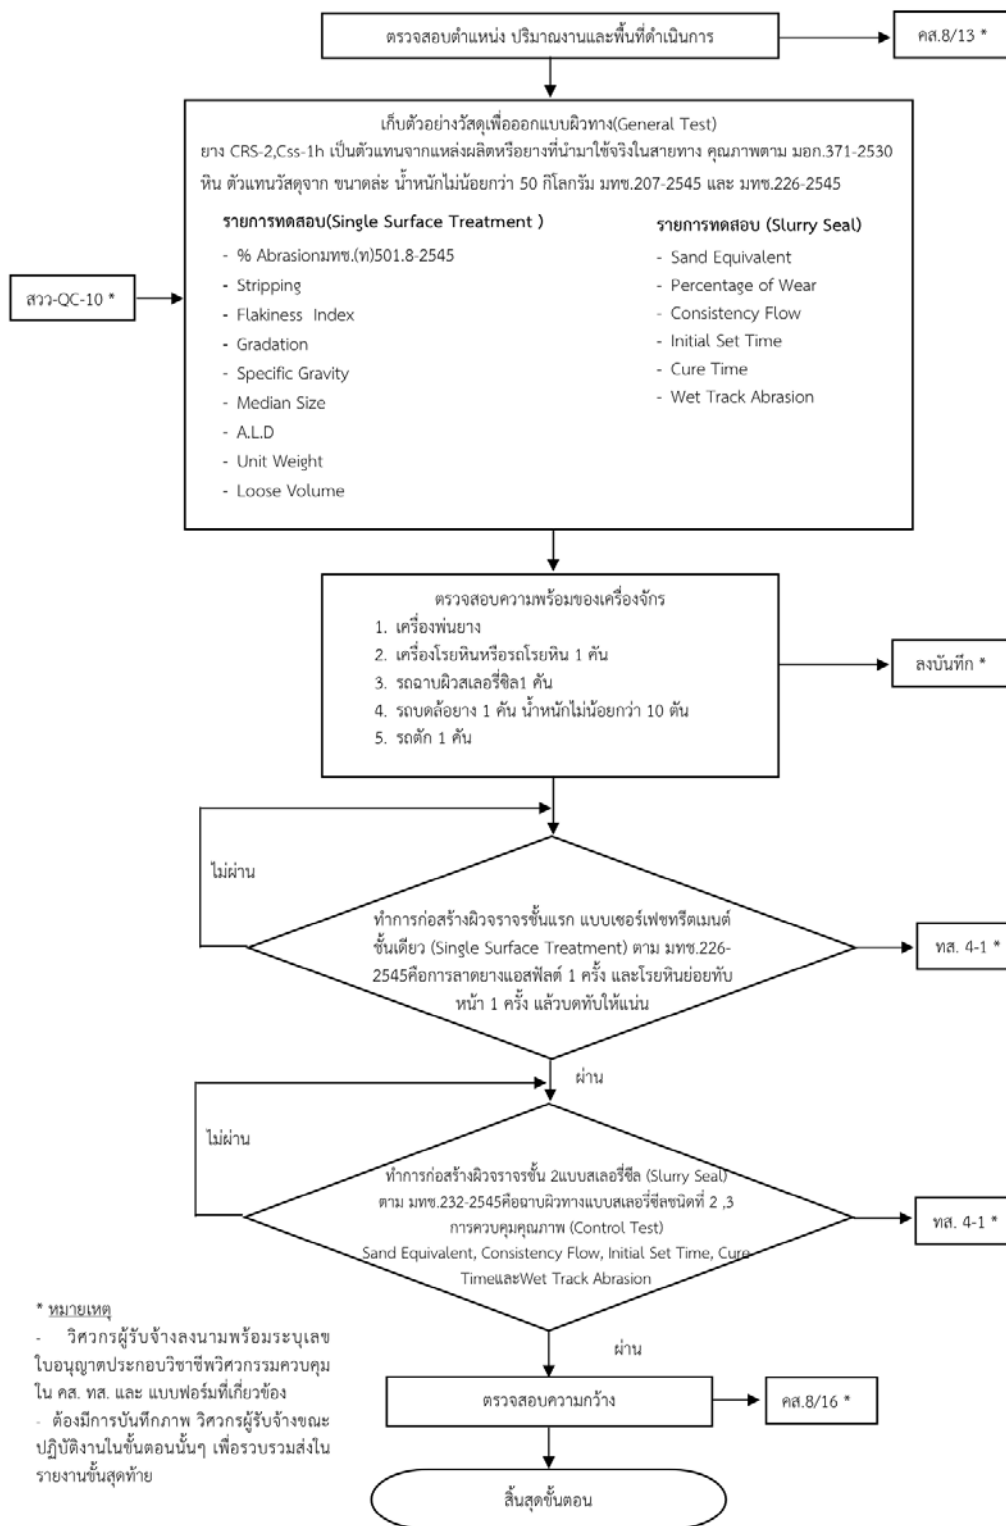 ตรวจสอบตำแหน่ง ปริมาณงานและพื้นที่ดำเนินการ
คส.8/13 *
เก็บตัวอย่างวัสดุเพื่อออกแบบผิวทาง(General Test)
ยาง CRS-2,Css-1h เป็นตัวแทนจากแหล่งผลิตหรือยางที่นำมาใช้จริงในสายทาง คุณภาพตาม มอก.371-2530
หิน ตัวแทนวัสดุจาก ขนาดล่ะ น้ำหนักไม่น้อยกว่า 50 กิโลกรัม มทช.207-2545 และ มทช.226-2545
รายการทดสอบ(Single Surface Treatment )
- % Abrasionมทช.(ท)501.8-2545
- Stripping
- Flakiness Index
- Gradation
- Specific Gravity
- Median Size
- A.L.D
- Unit Weight
- Loose Volume
รายการทดสอบ (Slurry Seal)
- Sand Equivalent
- Percentage of Wear
- Consistency Flow
- Initial Set Time
- Cure Time
- Wet Track Abrasion
สวว-QC-10 *
ตรวจสอบความพร้อมของเครื่องจักร
1. เครื่องพ่นยาง
2. เครื่องโรยหินหรือรถโรยหิน 1 คัน
3. รถฉาบผิวสเลอรี่ซิล1 คัน
4. รถบดล้อยาง 1 คัน น้ำหนักไม่น้อยกว่า 10 ตัน
5. รถตัก 1 คัน
ลงบันทึก *
ไม่ผ่าน
ทำการก่อสร้างผิวจราจรชั้นแรก แบบเซอร์เฟซทรีตเมนต์
ชั้นเดียว (Single Surface Treatment) ตาม มทช.226-
2545คือการลาดยางแอสฟัลต์ 1 ครั้ง และโรยหินย่อยทับ
หน้า 1 ครั้ง แล้วบดทับให้แน่น
ทส. 4-1 *
ผ่าน
ไม่ผ่าน
ทำการก่อสร้างผิวจราจรชั้น 2แบบสเลอรี่ซีล (Slurry Seal)
ตาม มทช.232-2545คือฉาบผิวทางแบบสเลอรี่ซีลชนิดที่ 2 ,3
การควบคุมคุณภาพ (Control Test)
Sand Equivalent, Consistency Flow, Initial Set Time, Cure
TimeและWet Track Abrasion
ทส. 4-1 *
ผ่าน
ตรวจสอบความกว้าง
คส.8/16 *
สิ้นสุดขั้นตอน
* หมายเหตุ
- วิศวกรผู้รับจ้างลงนามพร้อมระบุเลข
ใบอนุญาตประกอบวิชาชีพวิศวกรรมควบคุม
ใน คส. ทส. และ แบบฟอร์มที่เกี่ยวข้อง
- ต้องมีการบันทึกภาพ วิศวกรผู้รับจ้างขณะ
ปฏิบัติงานในขั้นตอนนั้นๆ เพื่อรวบรวมส่งใน
รายงานขั้นสุดท้าย